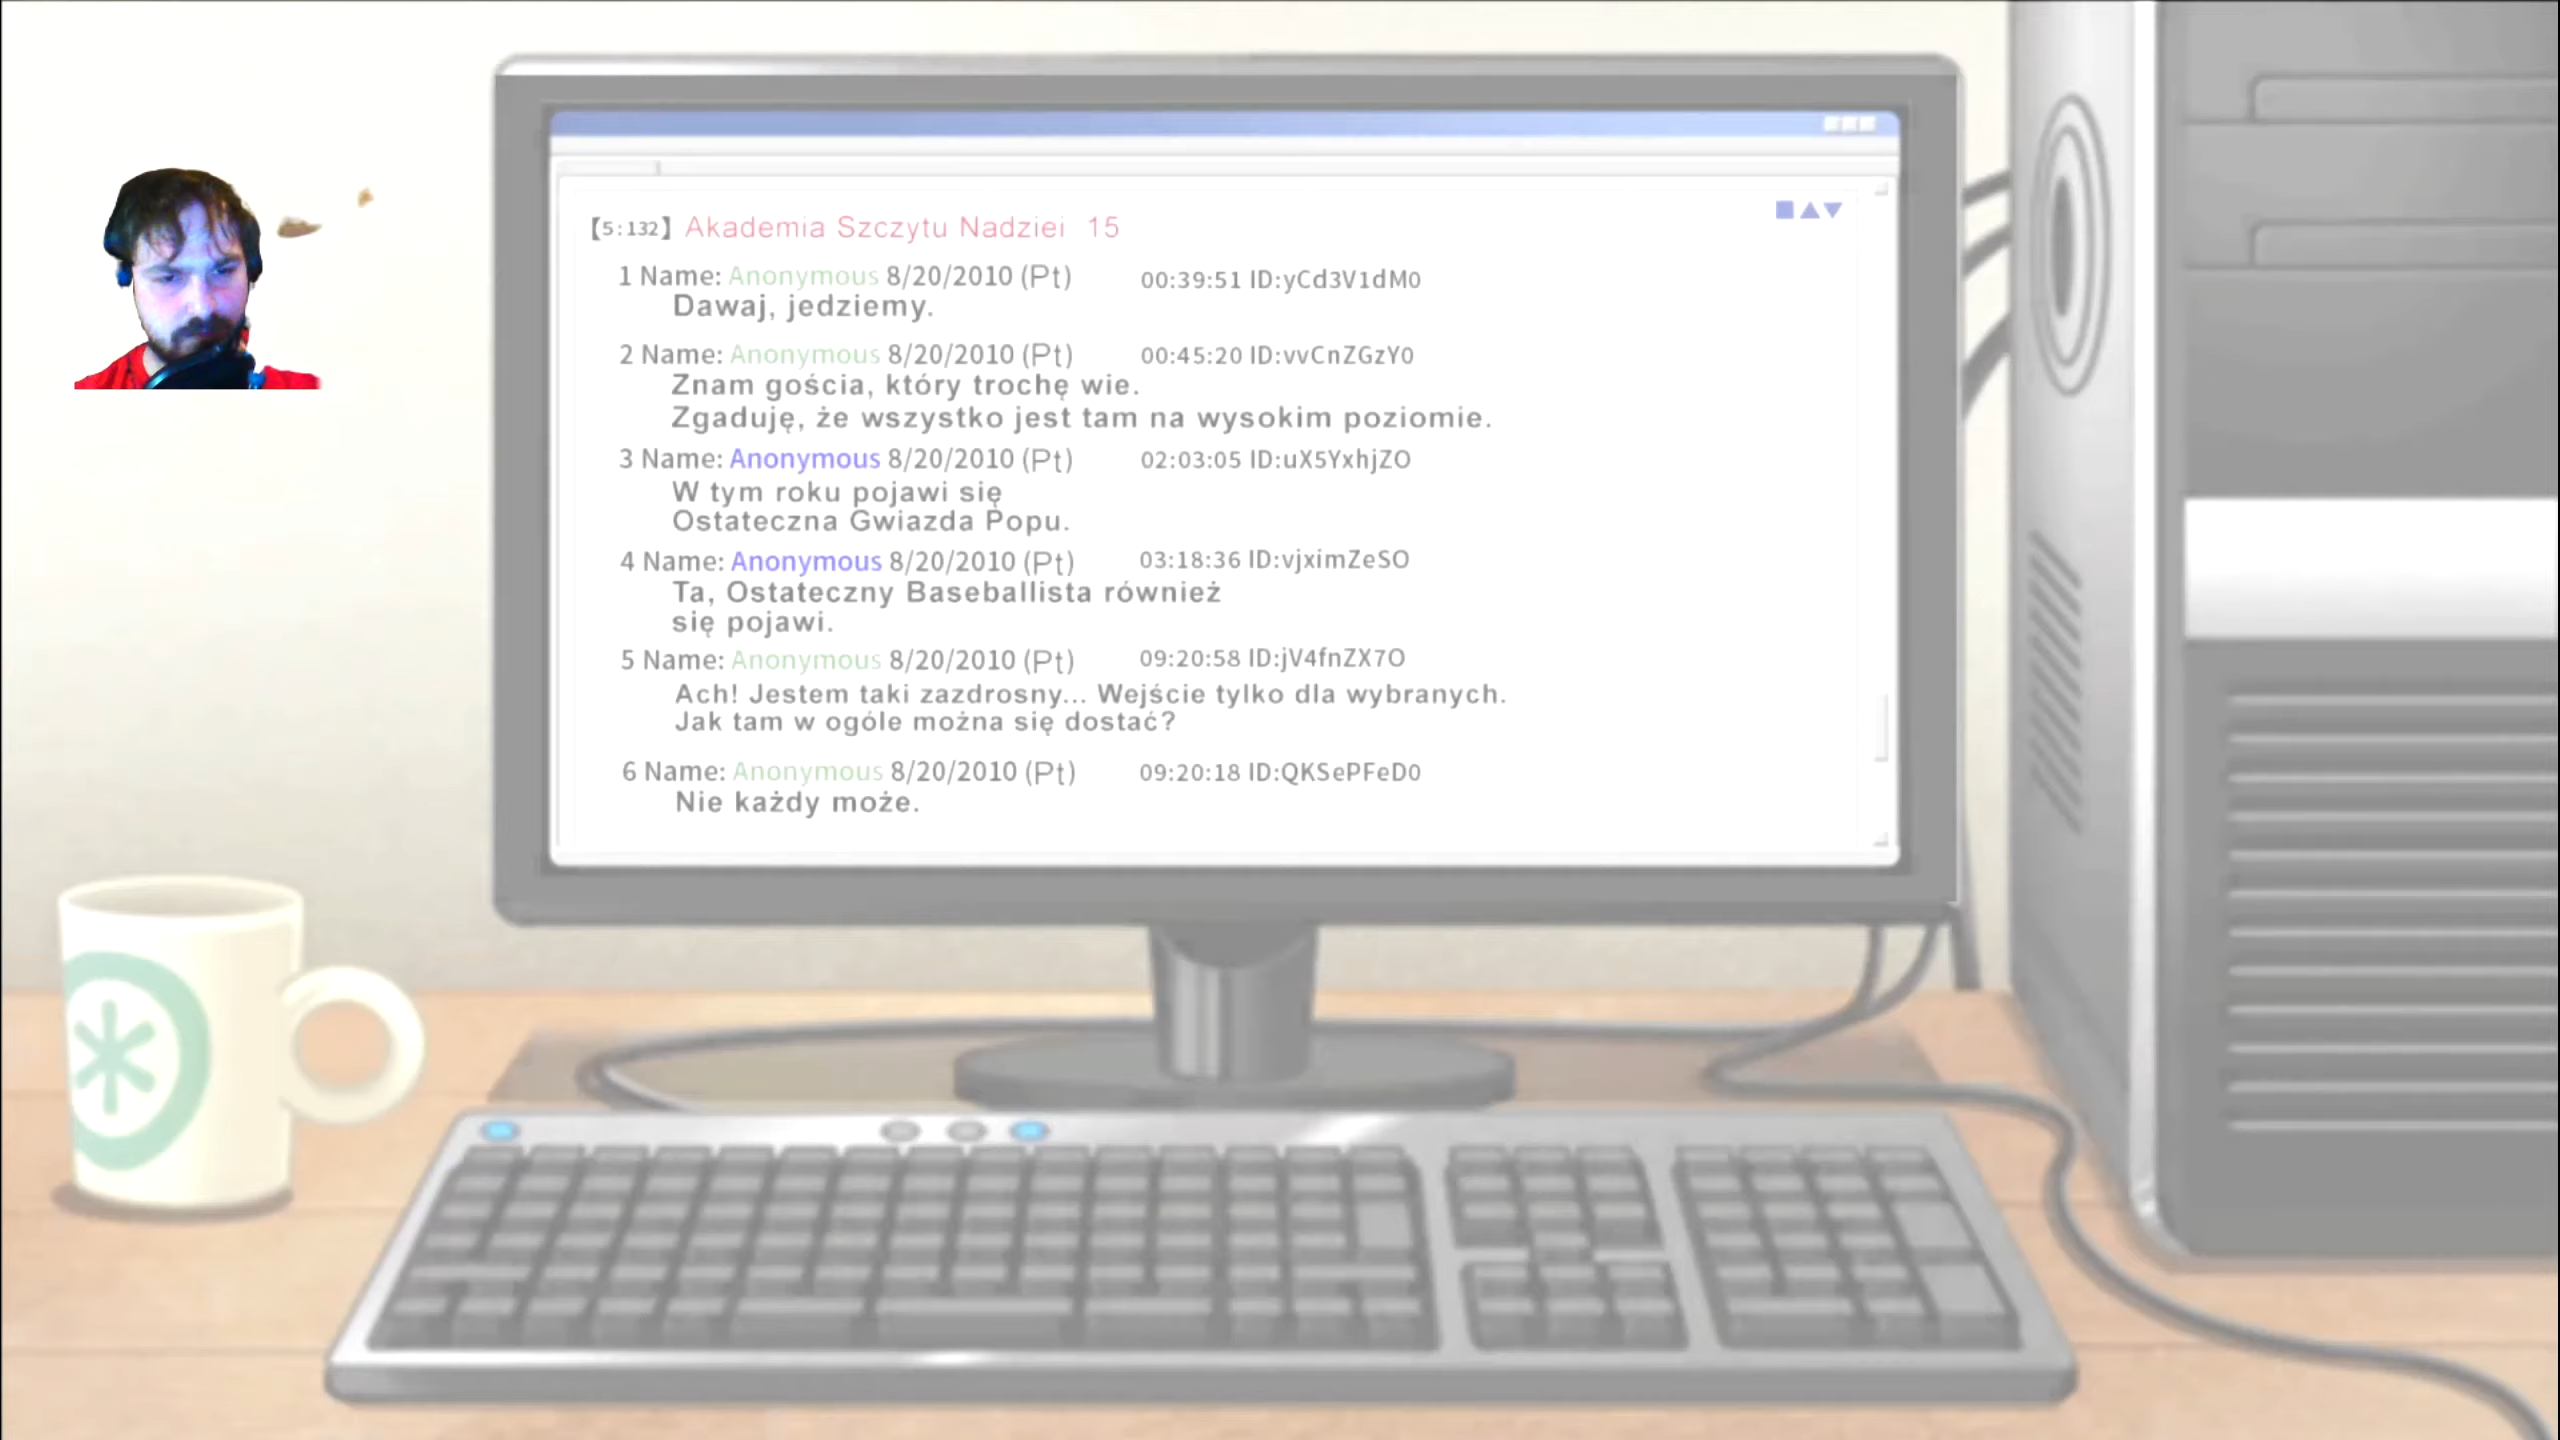 【5:132】 Akademia Szczytu Nadziei 15
1 Name: Anonymous 8/20/2010 (Pt) 00:39:51 ID:yCd3V1dM0
Dawaj, jedziemy.
2 Name: Anonymous 8/20/2010 (Pt) 00:45:20 ID:vvCnZGzY0
Znam gościa, który trochę wie.
Zgaduję, że wszystko jest tam na wysokim poziomie.
3 Name: Anonymous 8/20/2010 (Pt) 02:03:05 ID:uX5YxhjZO
W tym roku pojawi się
Ostateczna Gwiazda Popu.
4 Name: Anonymous 8/20/2010 (Pt) 03:18:36 ID:vjximZeSO
Ta, Ostateczny Baseballista również
się pojawi.
5 Name: Anonymous 8/20/2010 (Pt) 09:20:58 ID:jV4fnZX7O
Ach! Jestem taki zazdrosny... Wejście tylko dla wybranych.
Jak tam w ogóle można się dostać?
6 Name: Anonymous 8/20/2010 (Pt) 09:20:18 ID:QKSePFeD0
Nie każdy może.